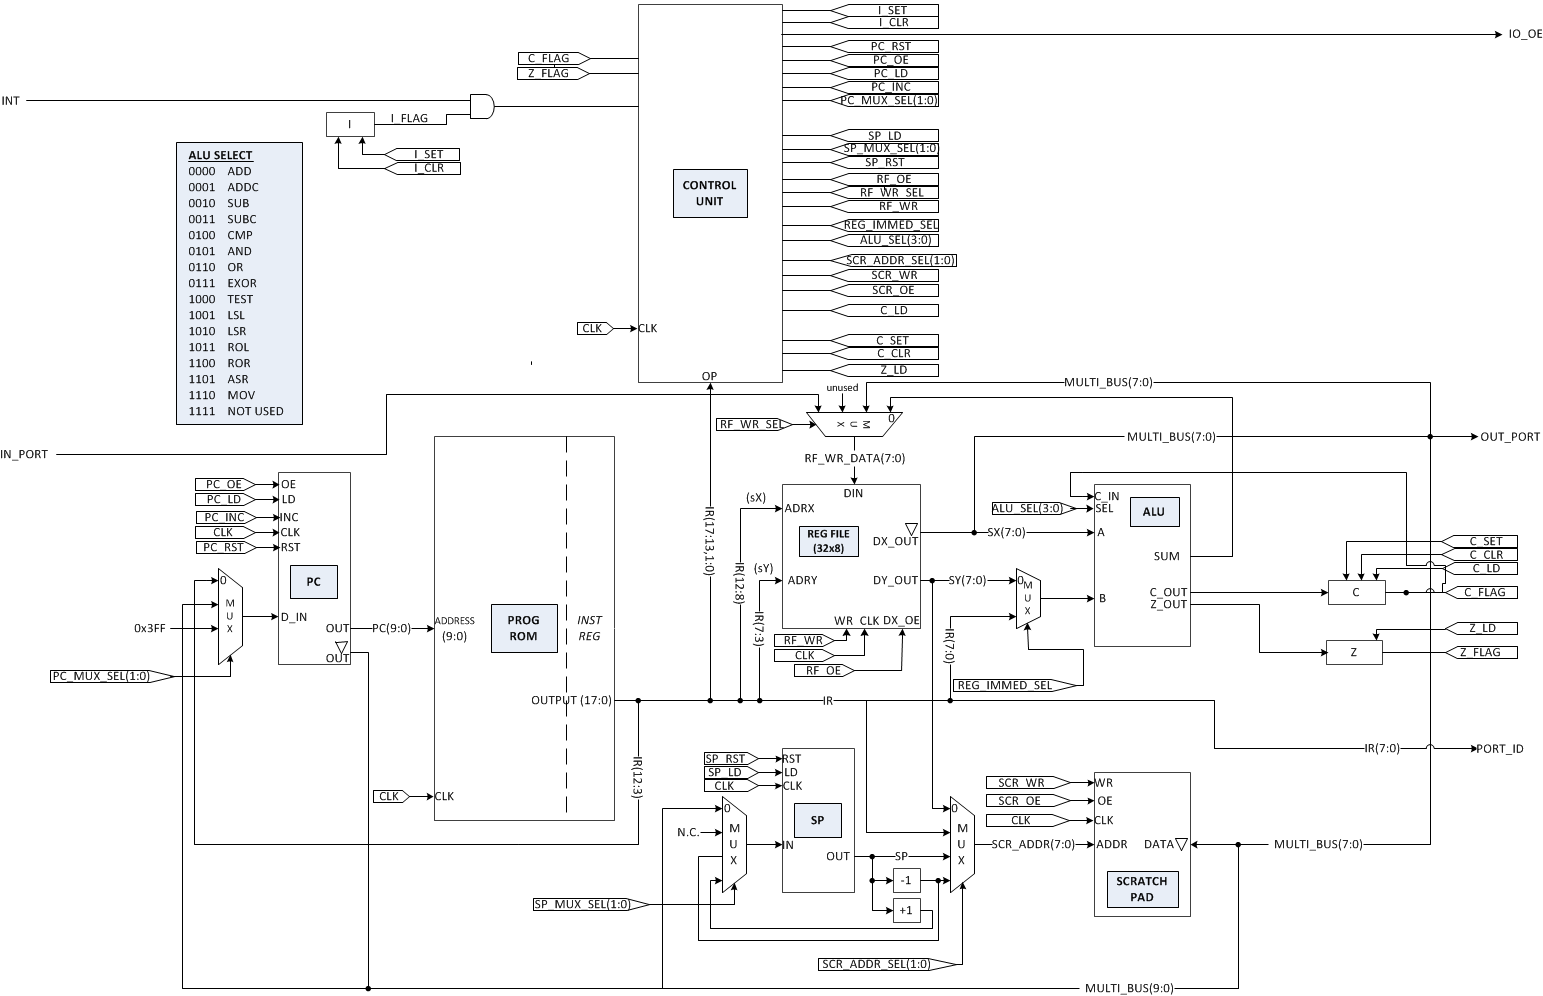 I_SET
I_CLR
IO_OE
PC_RST
PC_OE
PC_LD
PC_INC
PC_MUX_SEL(1:0)
C_FLAG
Z_FLAG
INT
I
I_FLAG
I_SET
I_CLR
SP_LD
SP_MUX_SEL(1:0)
SP_RST
RF_OE
RF_WR_SEL
RF_WR
REG_IMMED_SEL
ALU_SEL(3:0)
SCR_ADDR_SEL(1:0)
SCR_WR
SCR_OE
C_LD
C_SET
C_CLR
Z_LD
CONTROL
UNIT
CLK
CLK
OP
ALU SELECT
0000 ADD
0001 ADDC
0010 SUB
0011 SUBC
0100 CMP
0101 AND
0110 OR
0111 EXOR
1000 TEST
1001 LSL
1010 LSR
1011 ROL
1100 ROR
1101 ASR
1110 MOV
1111 NOT USED
unused
MULTI_BUS(7:0)
RF_WR_SEL
MUX
0
MULTI_BUS(7:0)
OUT_PORT
IN_PORT
RF_WR_DATA(7:0)
PC_OE
PC_LD
PC_INC
CLK
PC_RST
OE
LD
INC
CLK
RST
PC
0
MUX
D_IN
0x3FF
OUT
OUT
PC(9:0)
PC_MUX_SEL(1:0)
ADDRESS
(9:0)
PROG
ROM
INST
REG
OUTPUT (17:0)
CLK
CLK
IR(17:13,1:0)
IR(12:8)
IR(7:3)
IR(12:3)
(sX)
(sY)
DIN
ADRX
ADRY
REG FILE
(32x8)
DX_OUT
DY_OUT
WR CLK DX_OE
RF_WR
CLK
RF_OE
SX(7:0)
SY(7:0)
IR(7:0)
0
MUX
REG_IMMED_SEL
ALU_SEL(3:0)
C_IN
SEL
A
B
ALU
SUM
C_OUT
Z_OUT
C_SET
C_CLR
C_LD
C
C_FLAG
Z_LD
Z
Z_FLAG
IR
IR(7:0)
PORT_ID
SP_RST
SP_LD
CLK
RST
LD
CLK
SP
IN
OUT
0
MUX
N.C.
SP_MUX_SEL(1:0)
SP
-1
+1
0
MUX
SCR_ADDR_SEL(1:0)
SCR_WR
SCR_OE
CLK
SCR_ADDR(7:0)
WR
OE
CLK
ADDR
DATA
SCRATCH
PAD
MULTI_BUS(7:0)
MULTI_BUS(9:0)